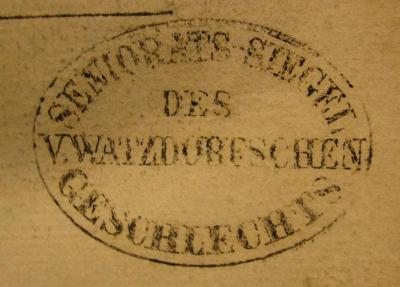 SENIORATS-SIEGEL
DES
V. WATZDORFSCHEN
GESCHLECHTS